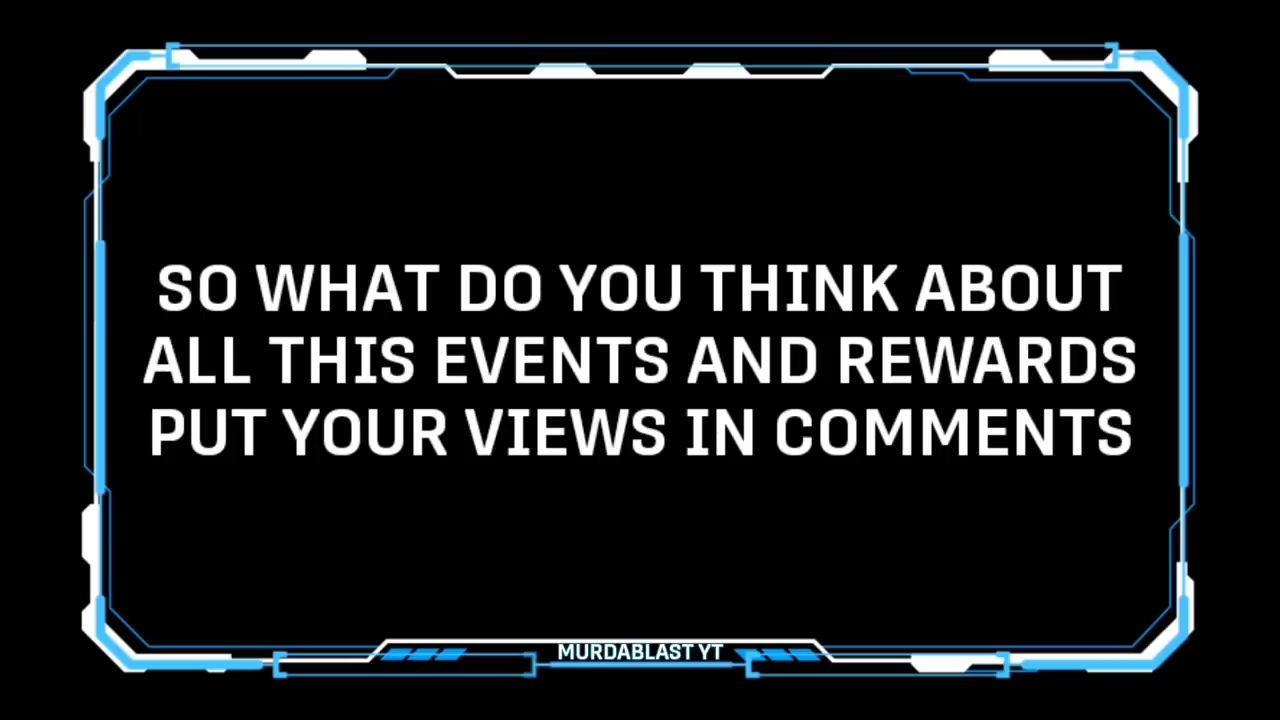 SO WHAT DO YOU THINK ABOUT
ALL THIS EVENTS AND REWARDS
PUT YOUR VIEWS IN COMMENTS
MURDABLAST YT